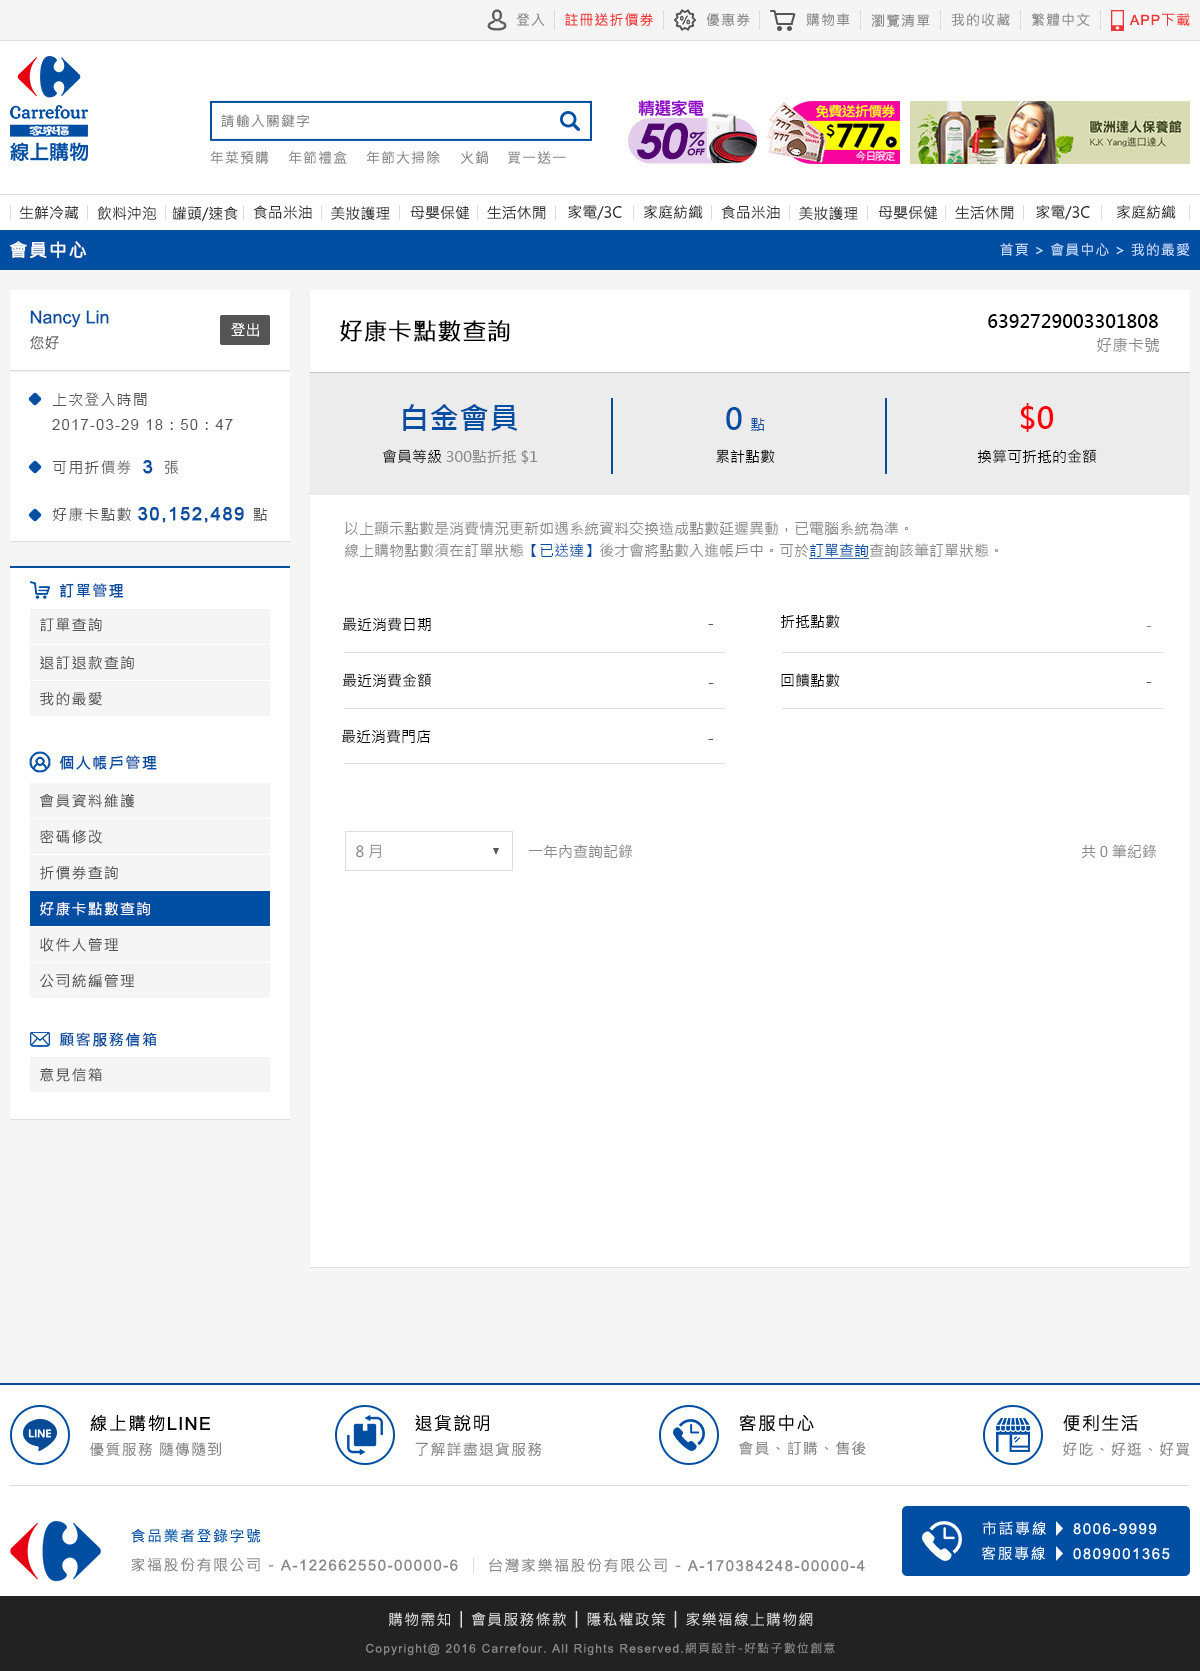 登入 註冊送折價券 優惠券 購物車 瀏覽清單 我的收藏 繁體中文 APP下載
Carrefour
家樂福
線上購物
請輸入關鍵字
年菜預購 年節禮盒 年節大掃除 火鍋 買一送一
精選家電
50%OFF
免費送折價券
777
$777
今日限定
歐洲達人保養館
K.K Yang進口達人
生鮮冷藏 飲料沖泡 罐頭/速食 食品米油 美妝護理 母嬰保健 生活休閒 家電/3C 家庭紡織 食品米油 美妝護理 母嬰保健 生活休閒 家電/3C 家庭紡織
會員中心
首頁 > 會員中心 > 我的最愛
Nancy Lin
您好
登出
上次登入時間
2017-03-29 18 : 50 : 47
可用折價券 3 張
好康卡點數 30,152,489 點
訂單管理
訂單查詢
退訂退款查詢
我的最愛
個人帳戶管理
會員資料維護
密碼修改
折價券查詢
好康卡點數查詢
收件人管理
公司統編管理
顧客服務信箱
意見信箱
好康卡點數查詢
6392729003301808
好康卡號
白金會員
會員等級 300點折抵 $1
0 點
累計點數
$0
換算可折抵的金額
以上顯示點數是消費情況更新如遇系統資料交換造成點數延遲異動，已電腦系統為準。
線上購物點數須在訂單狀態【已送達】後才會將點數入進帳戶中。可於訂單查詢查詢該筆訂單狀態。
最近消費日期 -
折抵點數 -
最近消費金額 -
回饋點數 -
最近消費門店 -
8 月 ▼
一年內查詢記錄
共 0 筆紀錄
LINE
線上購物LINE
優質服務 隨傳隨到
退貨說明
了解詳盡退貨服務
客服中心
會員、訂購、售後
便利生活
好吃、好逛、好買
食品業者登錄字號
家福股份有限公司 - A-122662550-00000-6
台灣家樂福股份有限公司 - A-170384248-00000-4
市話專線 8006-9999
客服專線 0809001365
購物需知 | 會員服務條款 | 隱私權政策 | 家樂福線上購物網
Copyright@ 2016 Carrefour. All Rights Reserved.網頁設計-好點子數位創意